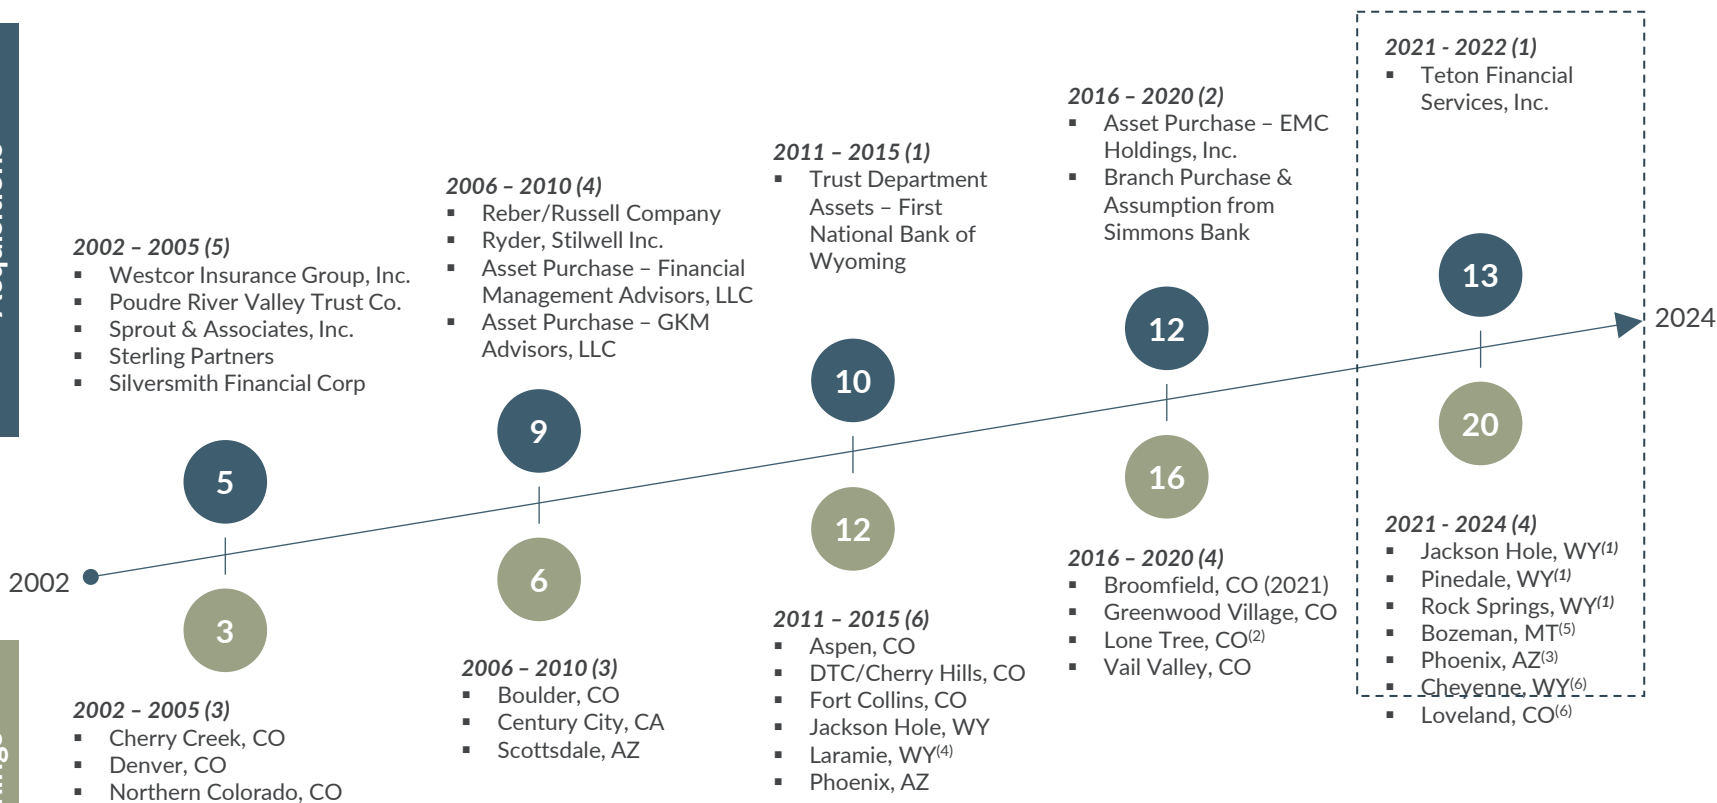 2002 – 2005 (5)
▪ Westcor Insurance Group, Inc.
▪ Poudre River Valley Trust Co.
▪ Sprout & Associates, Inc.
▪ Sterling Partners
▪ Silversmith Financial Corp
2006 – 2010 (4)
▪ Reber/Russell Company
▪ Ryder, Stilwell Inc.
▪ Asset Purchase – Financial
Management Advisors, LLC
▪ Asset Purchase – GKM
Advisors, LLC
2011 – 2015 (1)
▪ Trust Department
Assets – First
National Bank of
Wyoming
2016 – 2020 (2)
▪ Asset Purchase – EMC
Holdings, Inc.
▪ Branch Purchase &
Assumption from
Simmons Bank
2021 - 2022 (1)
▪ Teton Financial
Services, Inc.
5
9
10
12
13
2002
2024
3
6
12
16
20
2002 – 2005 (3)
▪ Cherry Creek, CO
▪ Denver, CO
▪ Northern Colorado, CO
2006 – 2010 (3)
▪ Boulder, CO
▪ Century City, CA
▪ Scottsdale, AZ
2011 – 2015 (6)
▪ Aspen, CO
▪ DTC/Cherry Hills, CO
▪ Fort Collins, CO
▪ Jackson Hole, WY
▪ Laramie, WY(4)
▪ Phoenix, AZ
2016 – 2020 (4)
▪ Broomfield, CO (2021)
▪ Greenwood Village, CO
▪ Lone Tree, CO(2)
▪ Vail Valley, CO
2021 - 2024 (4)
▪ Jackson Hole, WY(1)
▪ Pinedale, WY(1)
▪ Rock Springs, WY(1)
▪ Bozeman, MT(5)
▪ Phoenix, AZ(3)
▪ Cheyenne, WY(6)
▪ Loveland, CO(6)